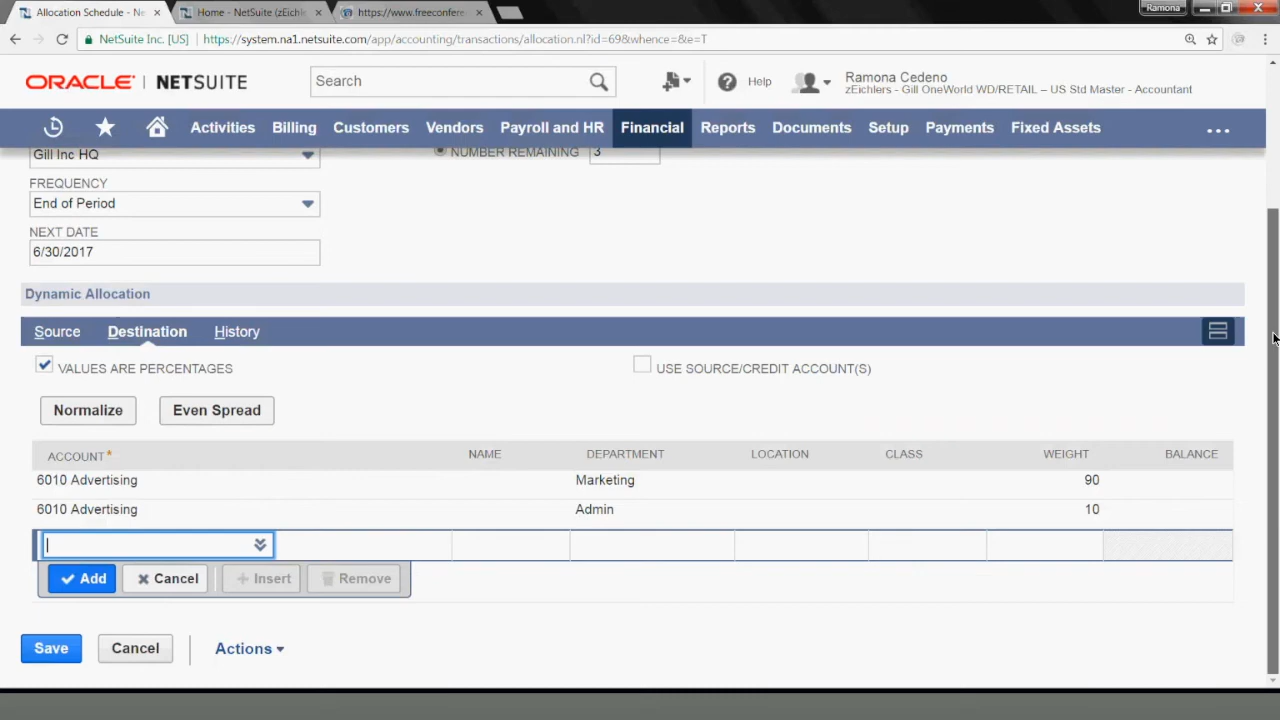 Allocation Schedule - Ne
Home - NetSuite (zEichle
https://www.freeconfere
Ramona
NetSuite Inc. [US]
https://system.na1.netsuite.com/app/accounting/transactions/allocation.nl?id=69&whence=&e=T
ORACLE | NETSUITE
Search
Help
Ramona Cedeno
zEichlers - Gill OneWorld WD/RETAIL – US Std Master - Accountant
Activities Billing Customers Vendors Payroll and HR Financial Reports Documents Setup Payments Fixed Assets ...
Gill Inc HQ
NUMBER REMAINING 3
FREQUENCY
End of Period
NEXT DATE
6/30/2017
Dynamic Allocation
Source Destination History
VALUES ARE PERCENTAGES
USE SOURCE/CREDIT ACCOUNT(S)
Normalize Even Spread
ACCOUNT* NAME DEPARTMENT LOCATION CLASS WEIGHT BALANCE
6010 Advertising Marketing 90
6010 Advertising Admin 10
Add Cancel + Insert Remove
Save Cancel Actions